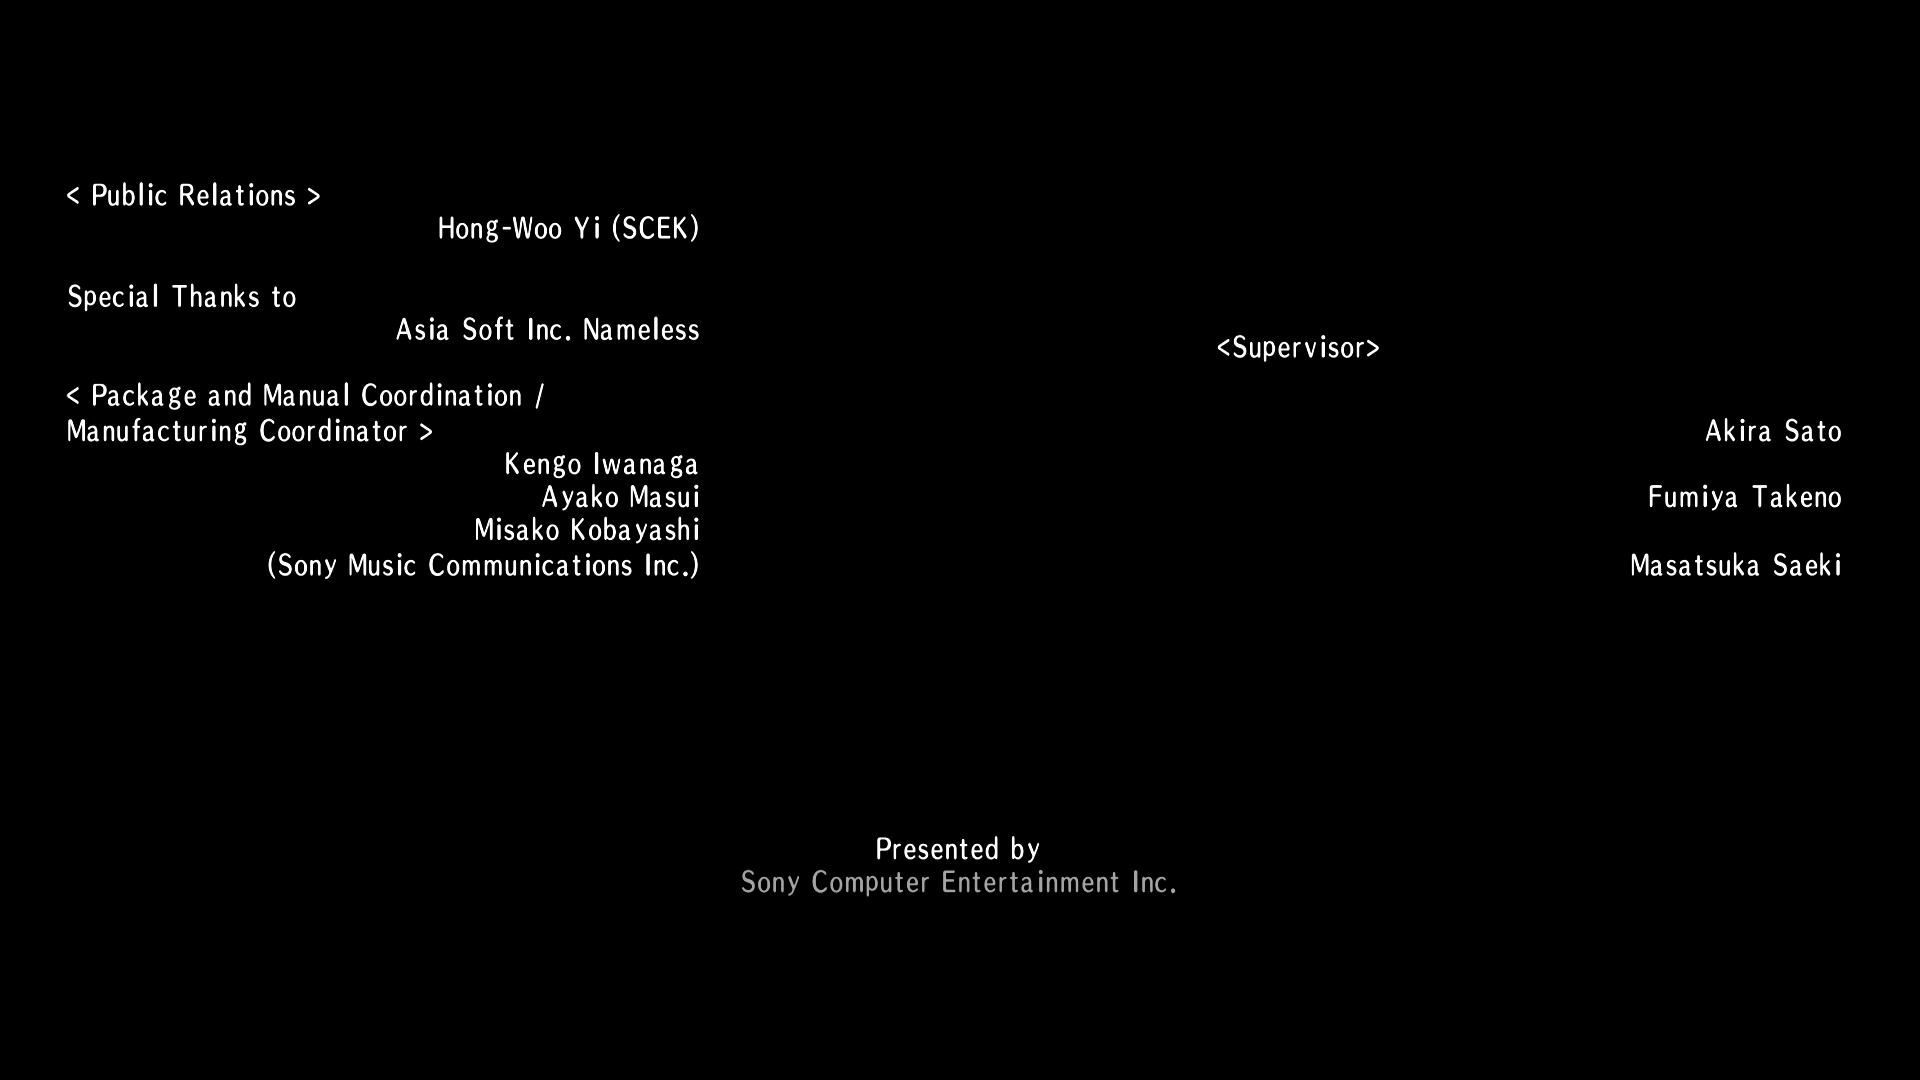 < Public Relations >
Hong-Woo Yi (SCEK)
Special Thanks to
Asia Soft Inc. Nameless
< Package and Manual Coordination /
Manufacturing Coordinator >
Kengo Iwanaga
Ayako Masui
Misako Kobayashi
(Sony Music Communications Inc.)
<Supervisor>
Akira Sato
Fumiya Takeno
Masatsuka Saeki
Presented by
Sony Computer Entertainment Inc.